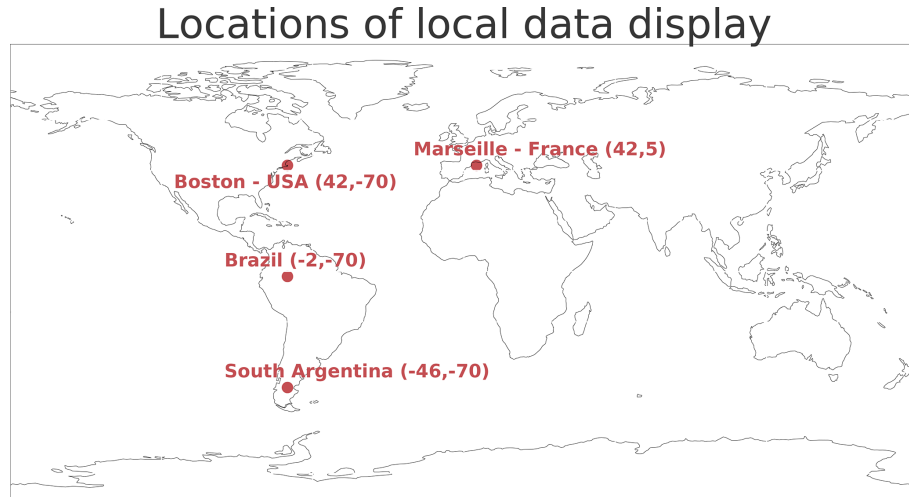 Locations of local data display
Marseille - France (42,5)
Boston - USA (42,-70)
Brazil (-2,-70)
South Argentina (-46,-70)